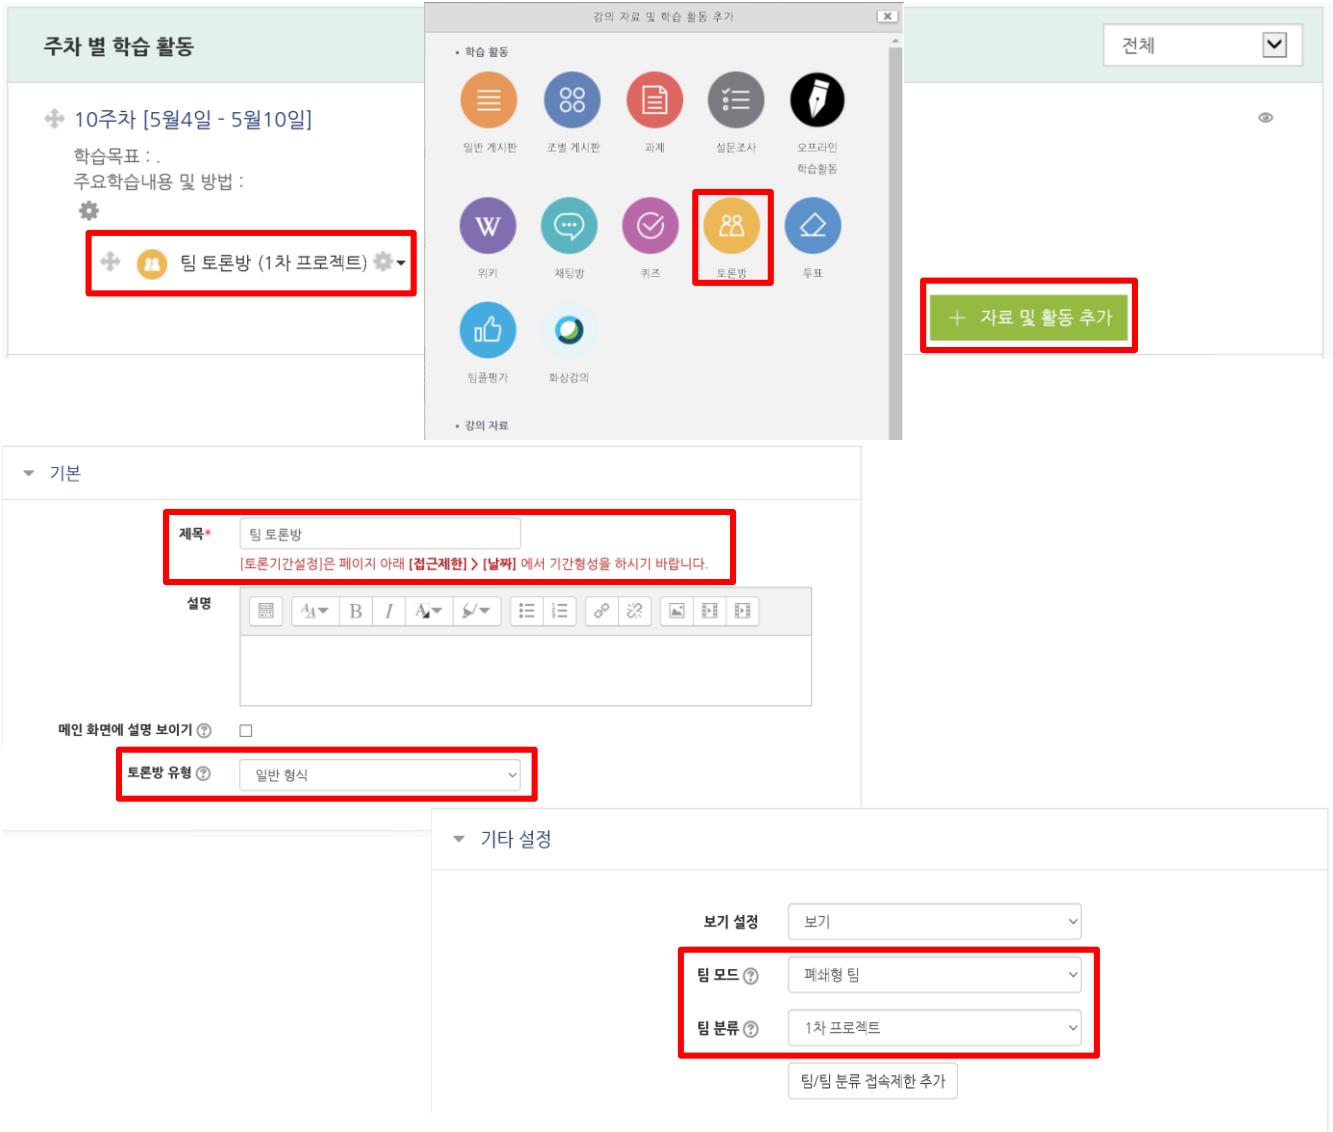 주차 별 학습 활동
전체
10주차 [5월4일 - 5월10일]
학습목표 : .
주요학습내용 및 방법 :
팀 토론방 (1차 프로젝트)
강의 자료 및 학습 활동 추가
• 학습 활동
일반 게시판
조별 게시판
과제
설문조사
오프라인
학습활동
W
위키
채팅방
퀴즈
토론방
투표
팀플평가
화상강의
• 강의 자료
+ 자료 및 활동 추가
기본
제목*
팀 토론방
[토론기간설정]은 페이지 아래 [접근제한] > [날짜] 에서 기간형성을 하시기 바랍니다.
설명
B I
메인 화면에 설명 보이기
토론방 유형
일반 형식
기타 설정
보기 설정
보기
팀 모드
폐쇄형 팀
팀 분류
1차 프로젝트
팀/팀 분류 접속제한 추가